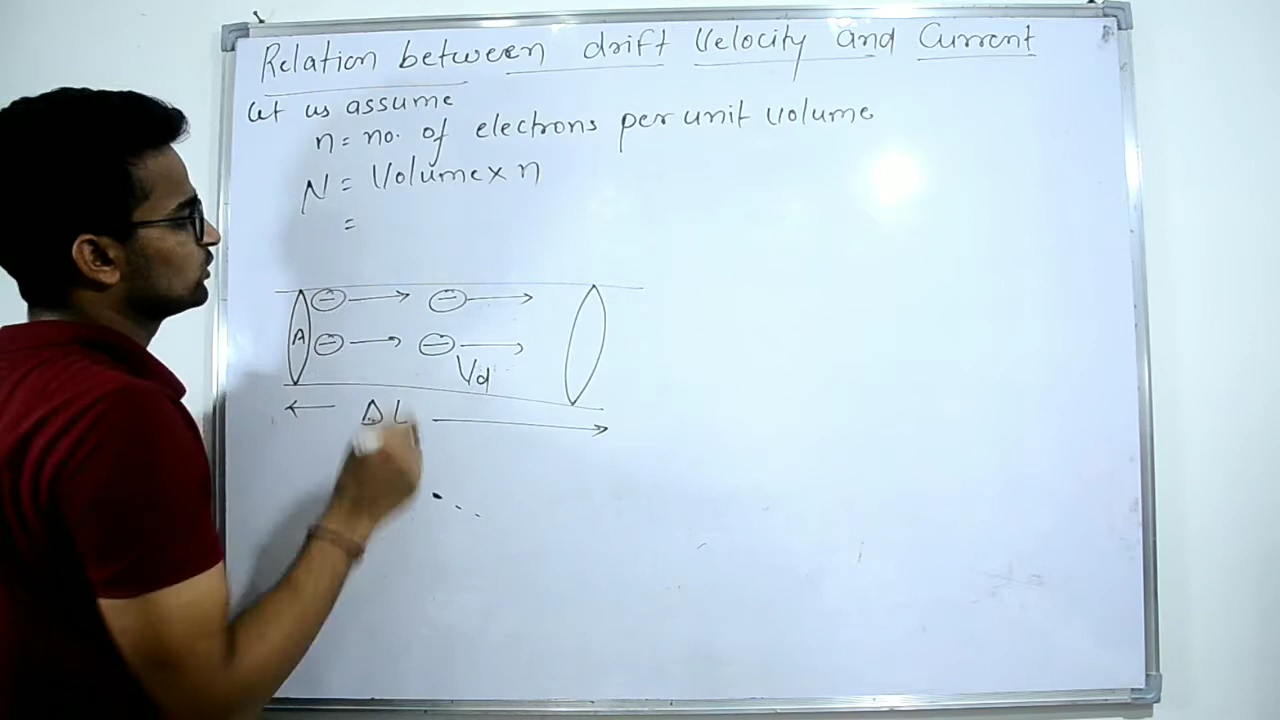 Relation between drift Velocity and Current
Let us assume
n = no. of electrons per unit volume
N = Volume × n
=
− → − →
A − → − →
Vd
← ΔL →